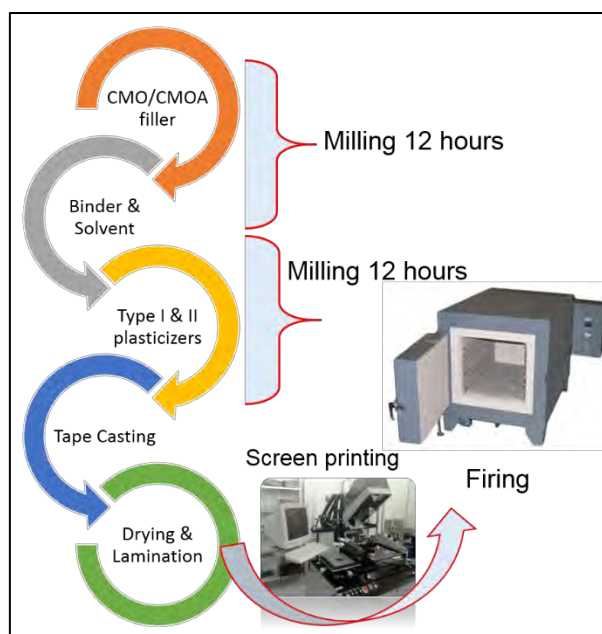 CMO/CMOA
filler
Milling 12 hours
Binder &
Solvent
Milling 12 hours
Type I & II
plasticizers
Tape Casting
Screen printing
Firing
Drying &
Lamination